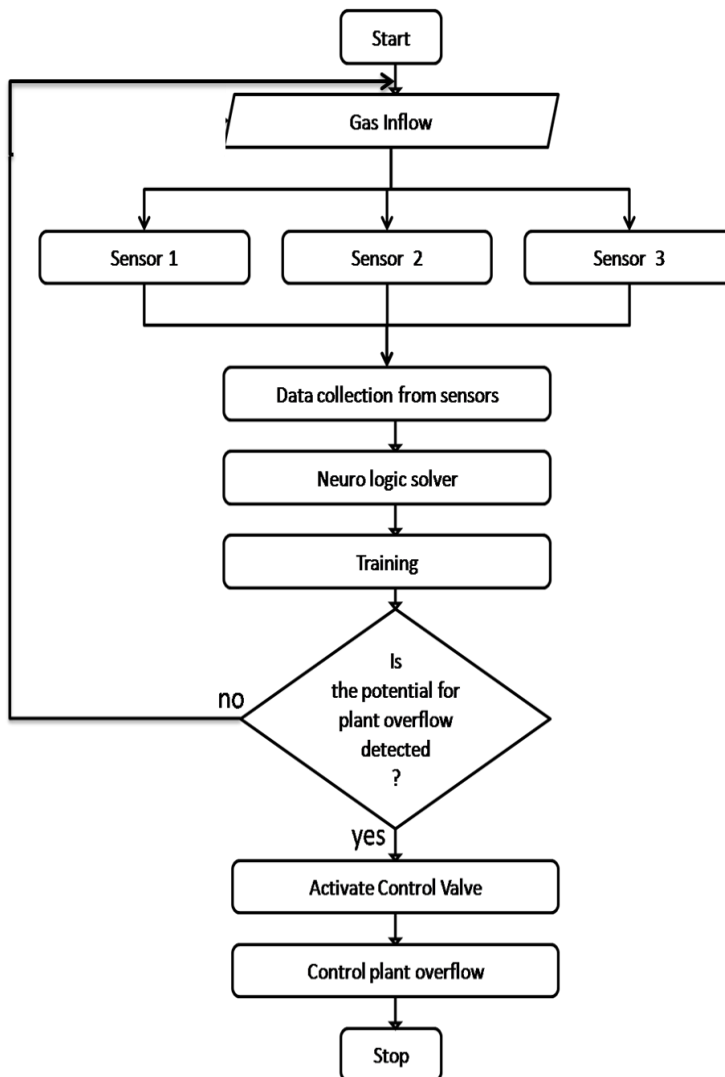 Start
Gas Inflow
Sensor 1
Sensor 2
Sensor 3
Data collection from sensors
Neuro logic solver
Training
Is
the potential for
plant overflow
detected
?
no
yes
Activate Control Valve
Control plant overflow
Stop